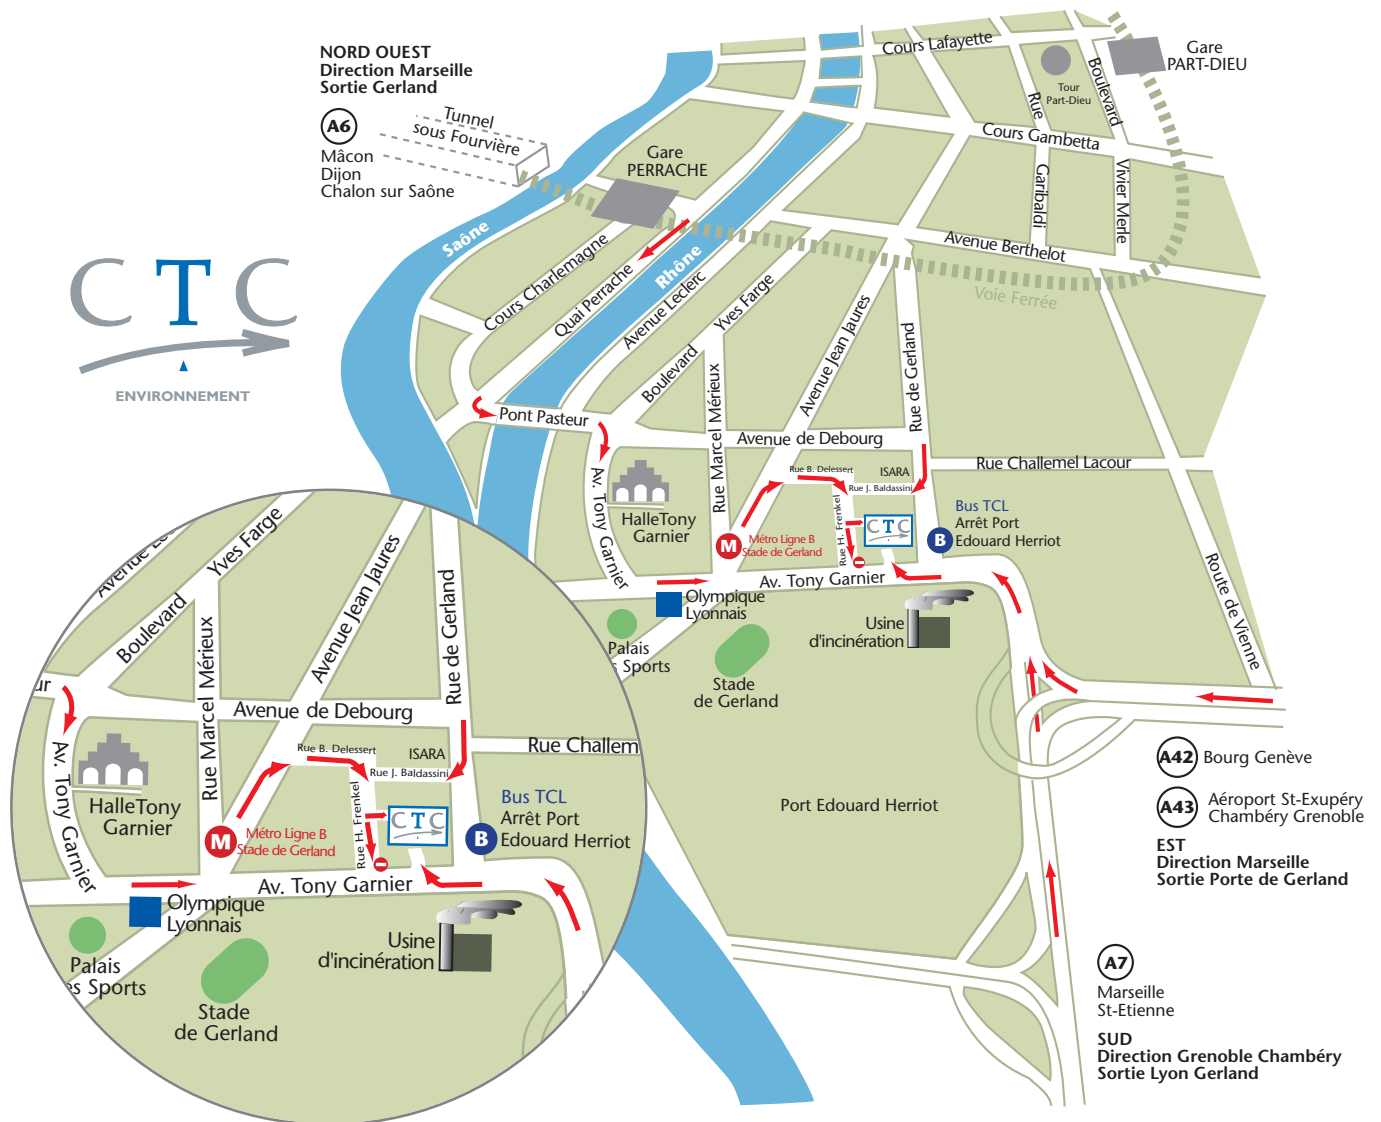 NORD OUEST
Direction Marseille
Sortie Gerland
A6
Mâcon
Dijon
Chalon sur Saône
Tunnel
sous Fourvière
Gare
PERRACHE
Cours Lafayette
Gare
PART-DIEU
Tour
Part-Dieu
Boulevard
Vivier Merle
Rue
Garibaldi
Cours Gambetta
Avenue Berthelot
Voie Ferrée
Saône
Rhône
Cours Charlemagne
Quai Perrache
Avenue Leclerc
Boulevard
Yves Farge
Avenue Jean Jaures
Rue de Gerland
Rue Marcel Mérieux
Pont Pasteur
Avenue de Debourg
Rue Challemel Lacour
Route de Vienne
CTC
ENVIRONNEMENT
Av. Tony Garnier
HalleTony
Garnier
Rue B. Delessert
ISARA
Rue J. Baldassini
Rue H. Frenkel
CTC
M
Métro Ligne B
Stade de Gerland
B
Bus TCL
Arrêt Port
Edouard Herriot
Av. Tony Garnier
Olympique
Lyonnais
Palais
s Sports
Stade
de Gerland
Usine
d'incinération
Port Edouard Herriot
A42 Bourg Genève
A43 Aéroport St-Exupéry
Chambéry Grenoble
EST
Direction Marseille
Sortie Porte de Gerland
A7
Marseille
St-Etienne
SUD
Direction Grenoble Chambéry
Sortie Lyon Gerland
Boulevard
Yves Farge
Avenue Jean Jaures
Rue de Gerland
Rue Marcel Mérieux
ur
Avenue de Debourg
Rue Challem
Av. Tony Garnier
HalleTony
Garnier
Rue B. Delessert
ISARA
Rue J. Baldassini
Rue H. Frenkel
CTC
M
Métro Ligne B
Stade de Gerland
B
Bus TCL
Arrêt Port
Edouard Herriot
Av. Tony Garnier
Olympique
Lyonnais
Palais
es Sports
Stade
de Gerland
Usine
d'incinération